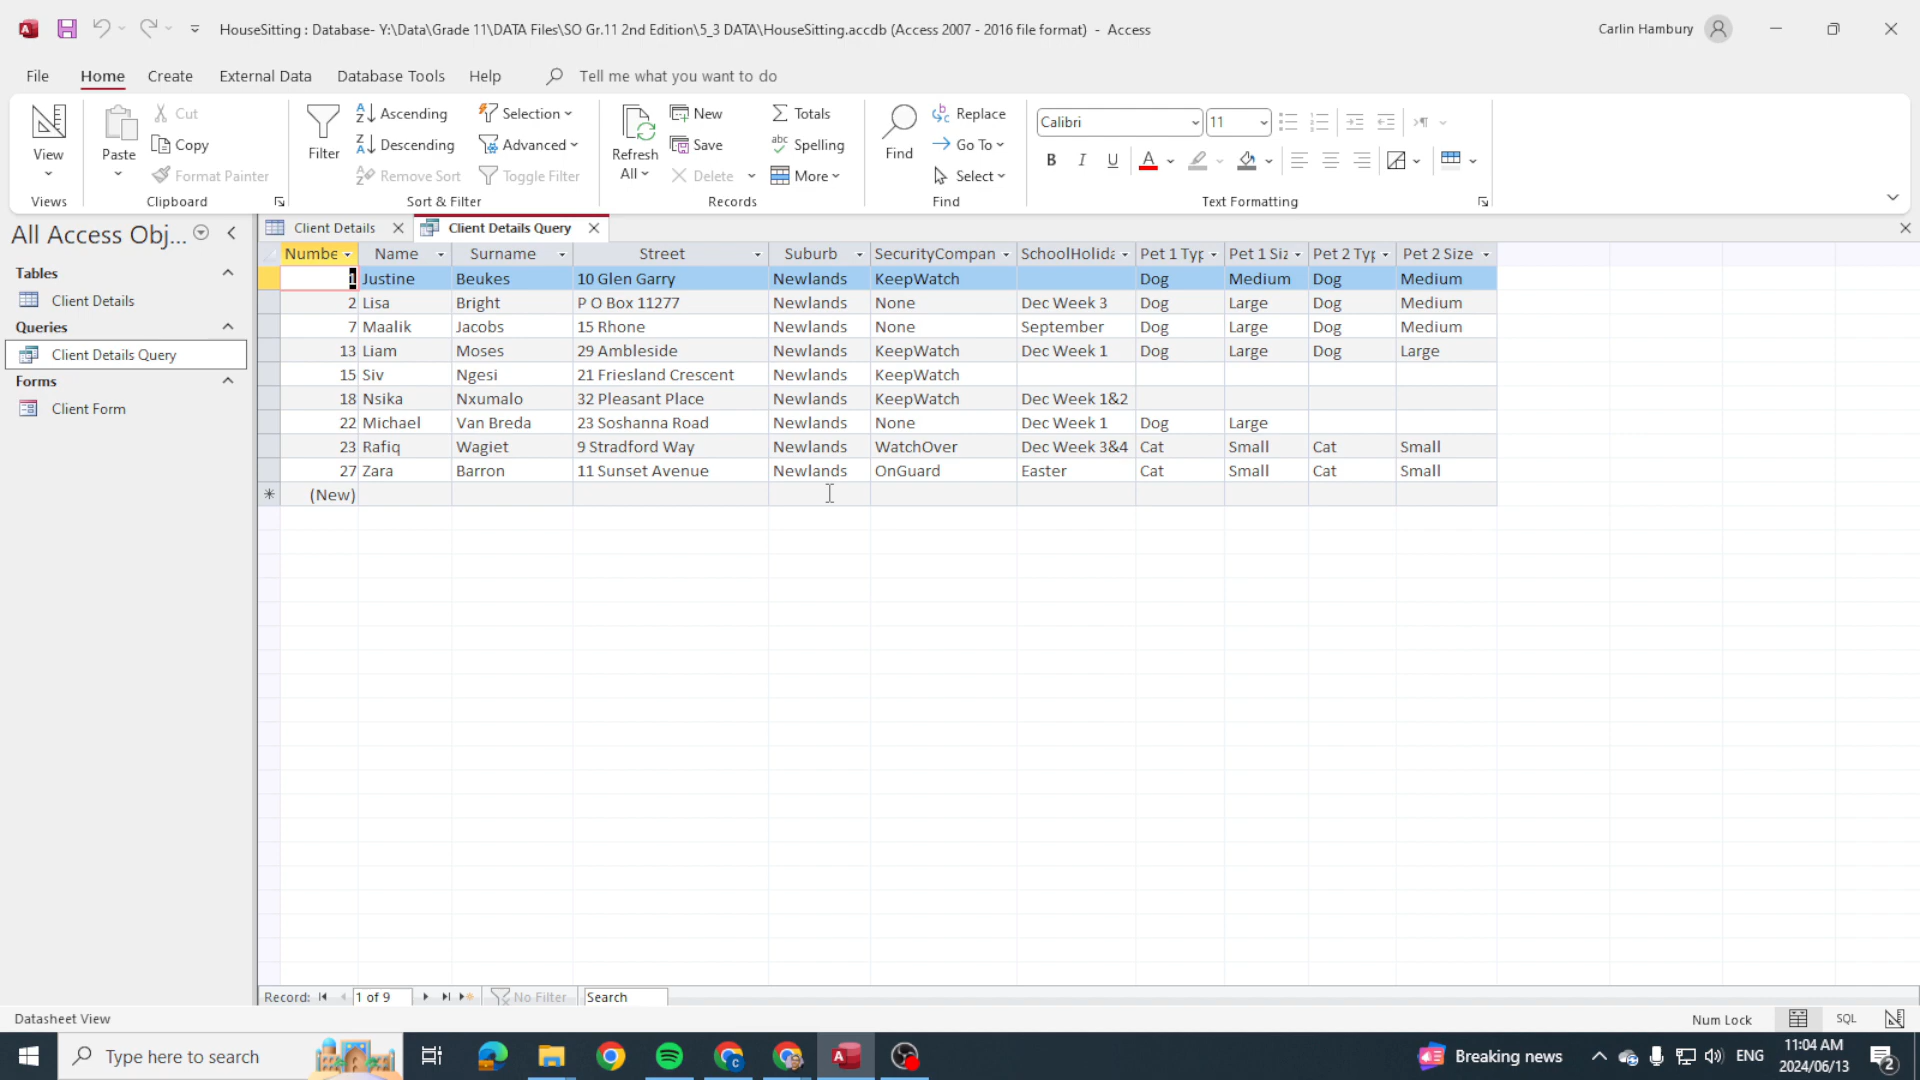 HouseSitting : Database- Y:\Data\Grade 11\DATA Files\SO Gr.11 2nd Edition\5_3 DATA\HouseSitting.accdb (Access 2007 - 2016 file format) - Access
Carlin Hambury
File Home Create External Data Database Tools Help Tell me what you want to do
View
Views
Paste
Cut
Copy
Format Painter
Clipboard
Filter
Ascending
Descending
Remove Sort
Selection
Advanced
Toggle Filter
Sort & Filter
Refresh
All
New
Save
Delete
Totals
Spelling
More
Records
Find
Replace
Go To
Select
Find
Calibri 11
B I U A
Text Formatting
All Access Obj...
Tables
Client Details
Queries
Client Details Query
Forms
Client Form
Client Details Client Details Query
Numbe Name Surname Street Suburb SecurityCompan SchoolHolida Pet 1 Typ Pet 1 Siz Pet 2 Typ Pet 2 Size
1 Justine Beukes 10 Glen Garry Newlands KeepWatch Dog Medium Dog Medium
2 Lisa Bright P O Box 11277 Newlands None Dec Week 3 Dog Large Dog Medium
7 Maalik Jacobs 15 Rhone Newlands None September Dog Large Dog Medium
13 Liam Moses 29 Ambleside Newlands KeepWatch Dec Week 1 Dog Large Dog Large
15 Siv Ngesi 21 Friesland Crescent Newlands KeepWatch
18 Nsika Nxumalo 32 Pleasant Place Newlands KeepWatch Dec Week 1&2
22 Michael Van Breda 23 Soshanna Road Newlands None Dec Week 1 Dog Large
23 Rafiq Wagiet 9 Stradford Way Newlands WatchOver Dec Week 3&4 Cat Small Cat Small
27 Zara Barron 11 Sunset Avenue Newlands OnGuard Easter Cat Small Cat Small
(New)
Record: 1 of 9 No Filter Search
Datasheet View
Num Lock SQL
Type here to search
Breaking news
ENG
11:04 AM
2024/06/13
2